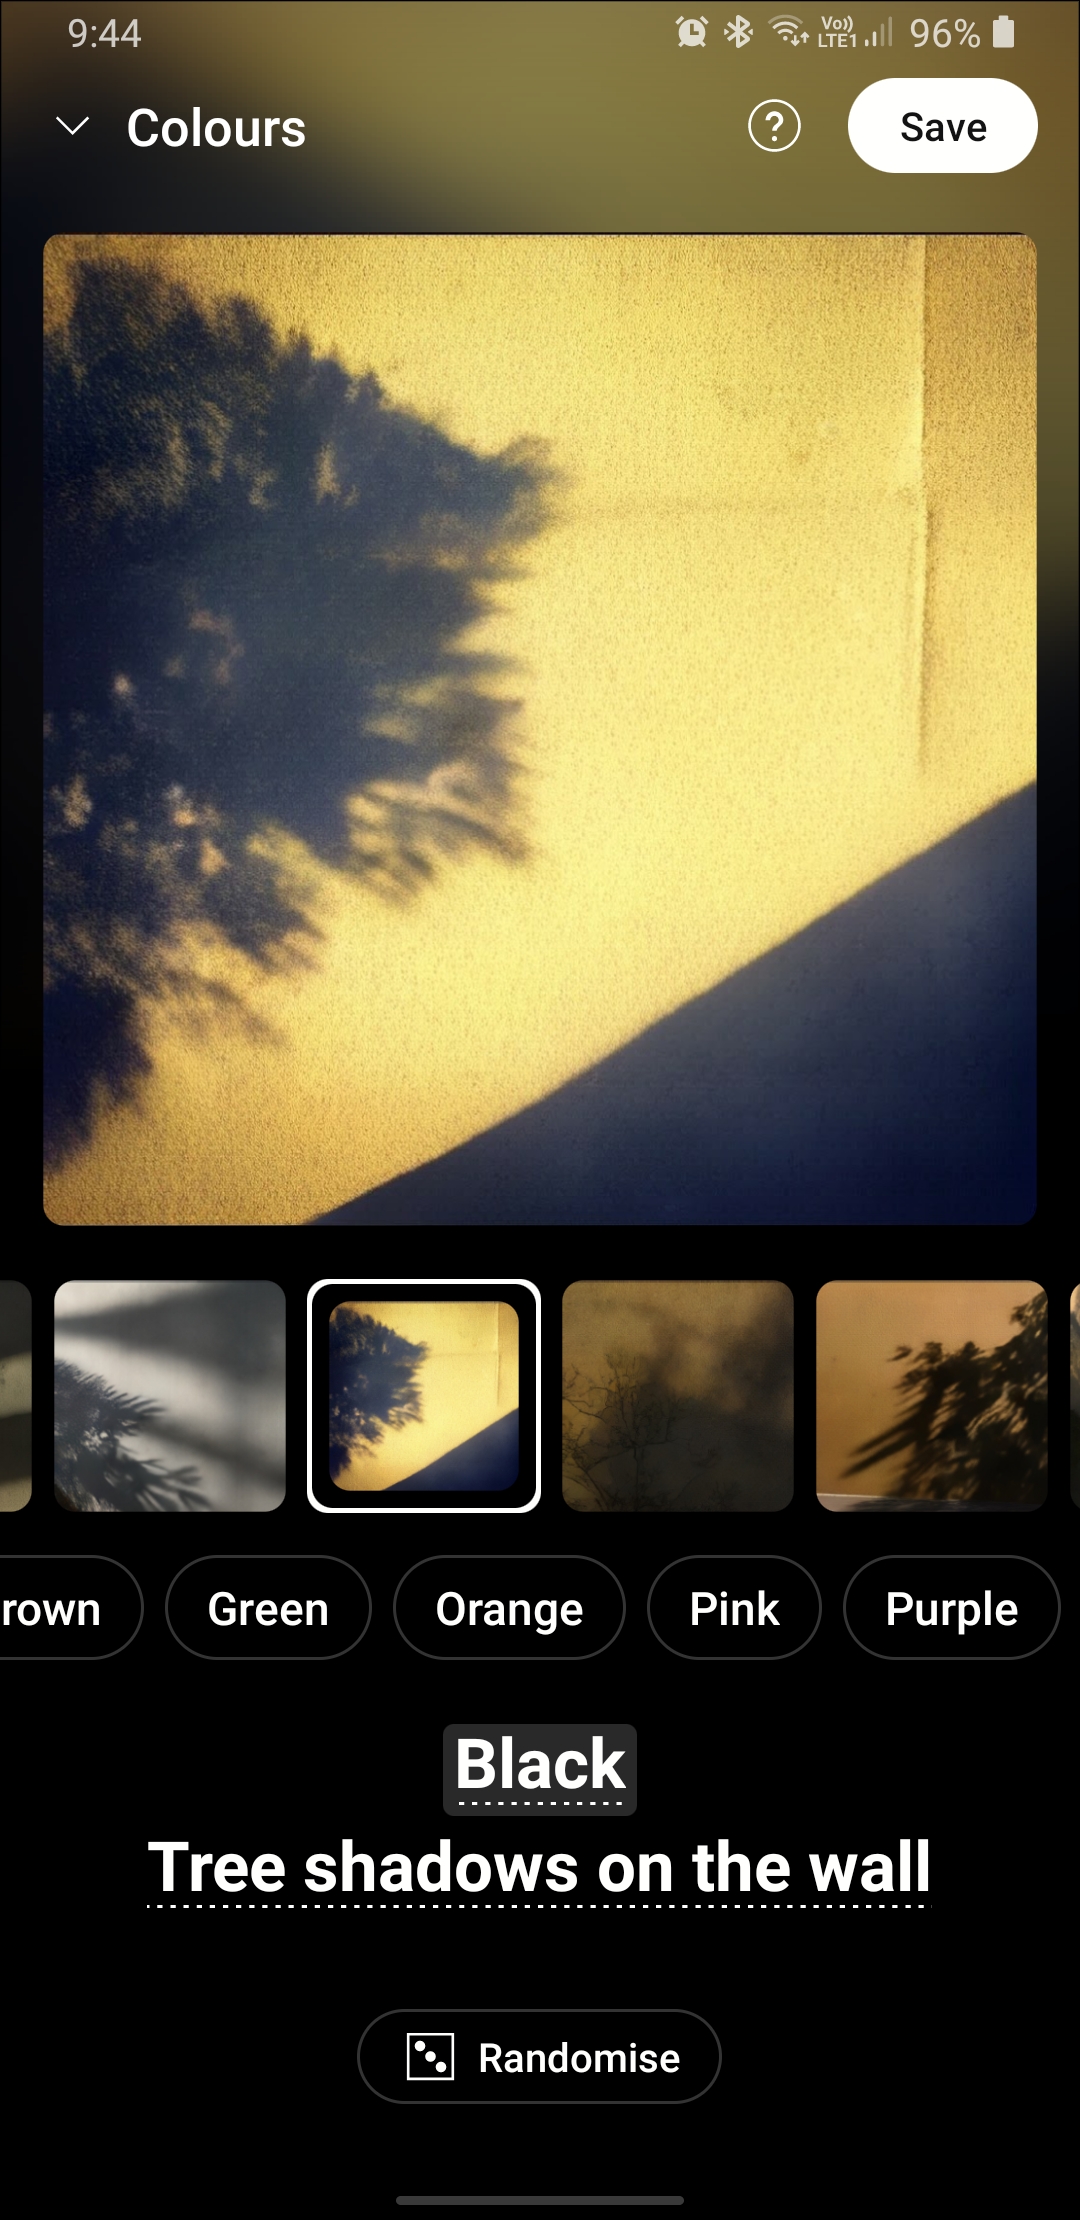 9:44
Vo))
LTE1
96%
Colours
?
Save
rown
Green
Orange
Pink
Purple
Black
Tree shadows on the wall
Randomise